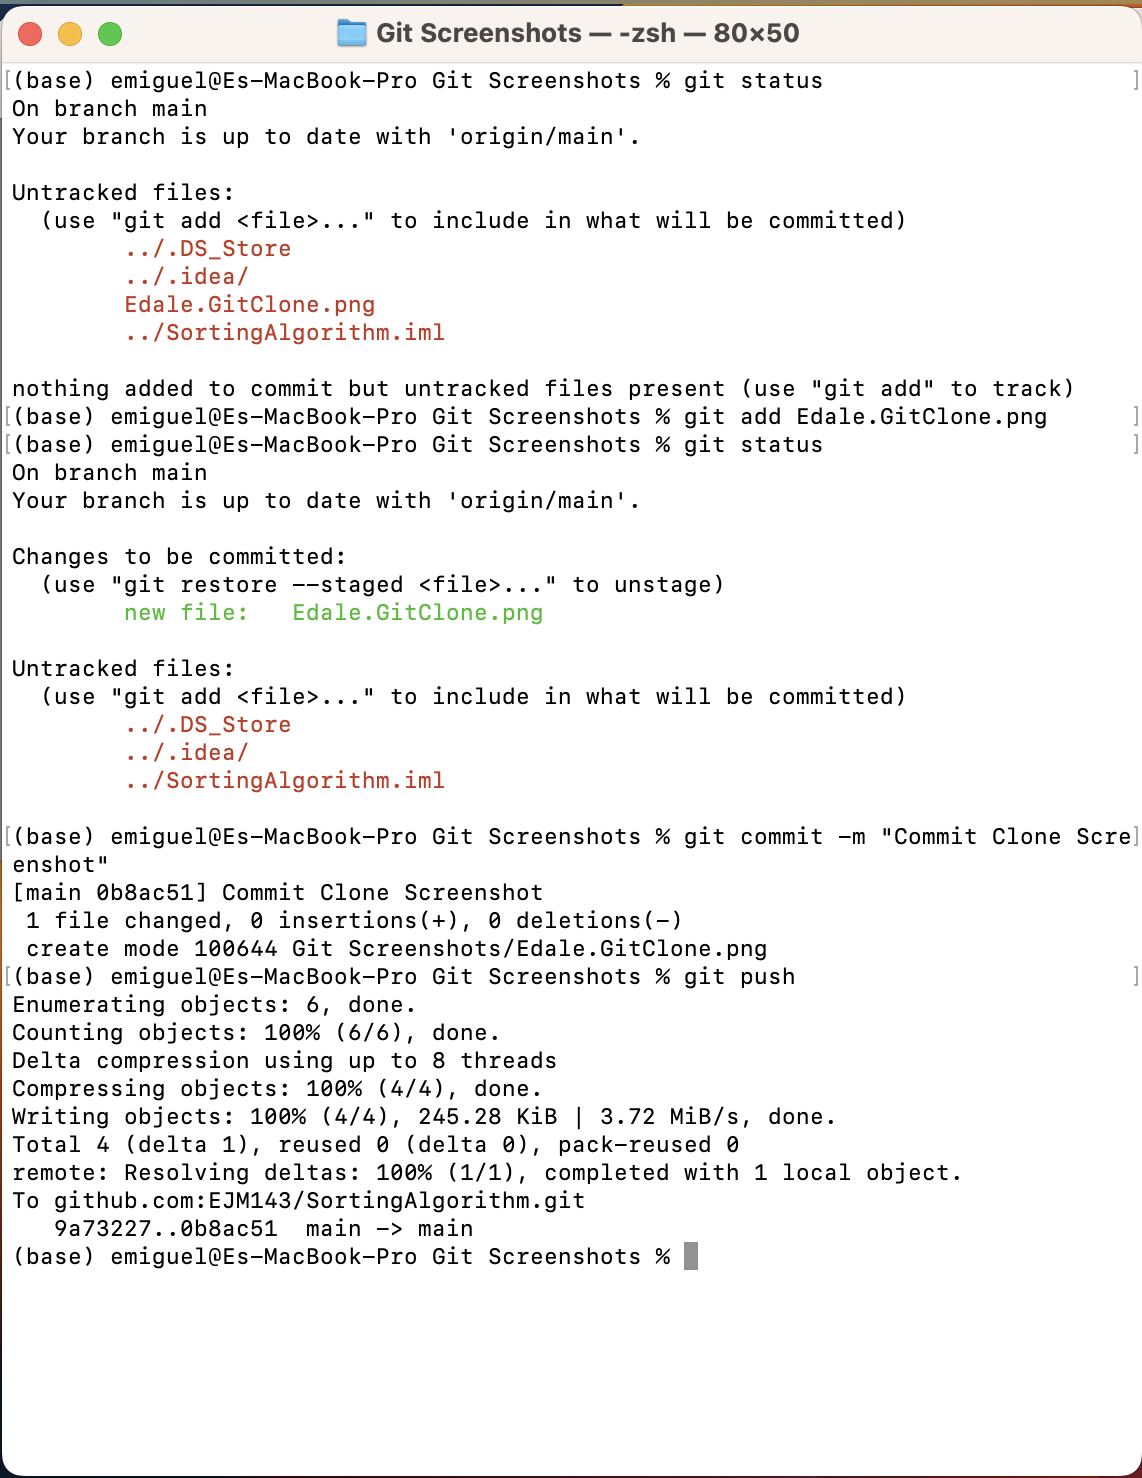 Git Screenshots — -zsh — 80×50
[(base) emiguel@Es-MacBook-Pro Git Screenshots % git status ]
On branch main
Your branch is up to date with 'origin/main'.
Untracked files:
  (use "git add <file>..." to include in what will be committed)
        ../.DS_Store
        ../.idea/
        Edale.GitClone.png
        ../SortingAlgorithm.iml
nothing added to commit but untracked files present (use "git add" to track)
[(base) emiguel@Es-MacBook-Pro Git Screenshots % git add Edale.GitClone.png ]
[(base) emiguel@Es-MacBook-Pro Git Screenshots % git status ]
On branch main
Your branch is up to date with 'origin/main'.
Changes to be committed:
  (use "git restore --staged <file>..." to unstage)
        new file:   Edale.GitClone.png
Untracked files:
  (use "git add <file>..." to include in what will be committed)
        ../.DS_Store
        ../.idea/
        ../SortingAlgorithm.iml
[(base) emiguel@Es-MacBook-Pro Git Screenshots % git commit -m "Commit Clone Scre]
enshot"
[main 0b8ac51] Commit Clone Screenshot
 1 file changed, 0 insertions(+), 0 deletions(-)
 create mode 100644 Git Screenshots/Edale.GitClone.png
[(base) emiguel@Es-MacBook-Pro Git Screenshots % git push ]
Enumerating objects: 6, done.
Counting objects: 100% (6/6), done.
Delta compression using up to 8 threads
Compressing objects: 100% (4/4), done.
Writing objects: 100% (4/4), 245.28 KiB | 3.72 MiB/s, done.
Total 4 (delta 1), reused 0 (delta 0), pack-reused 0
remote: Resolving deltas: 100% (1/1), completed with 1 local object.
To github.com:EJM143/SortingAlgorithm.git
   9a73227..0b8ac51  main -> main
(base) emiguel@Es-MacBook-Pro Git Screenshots %